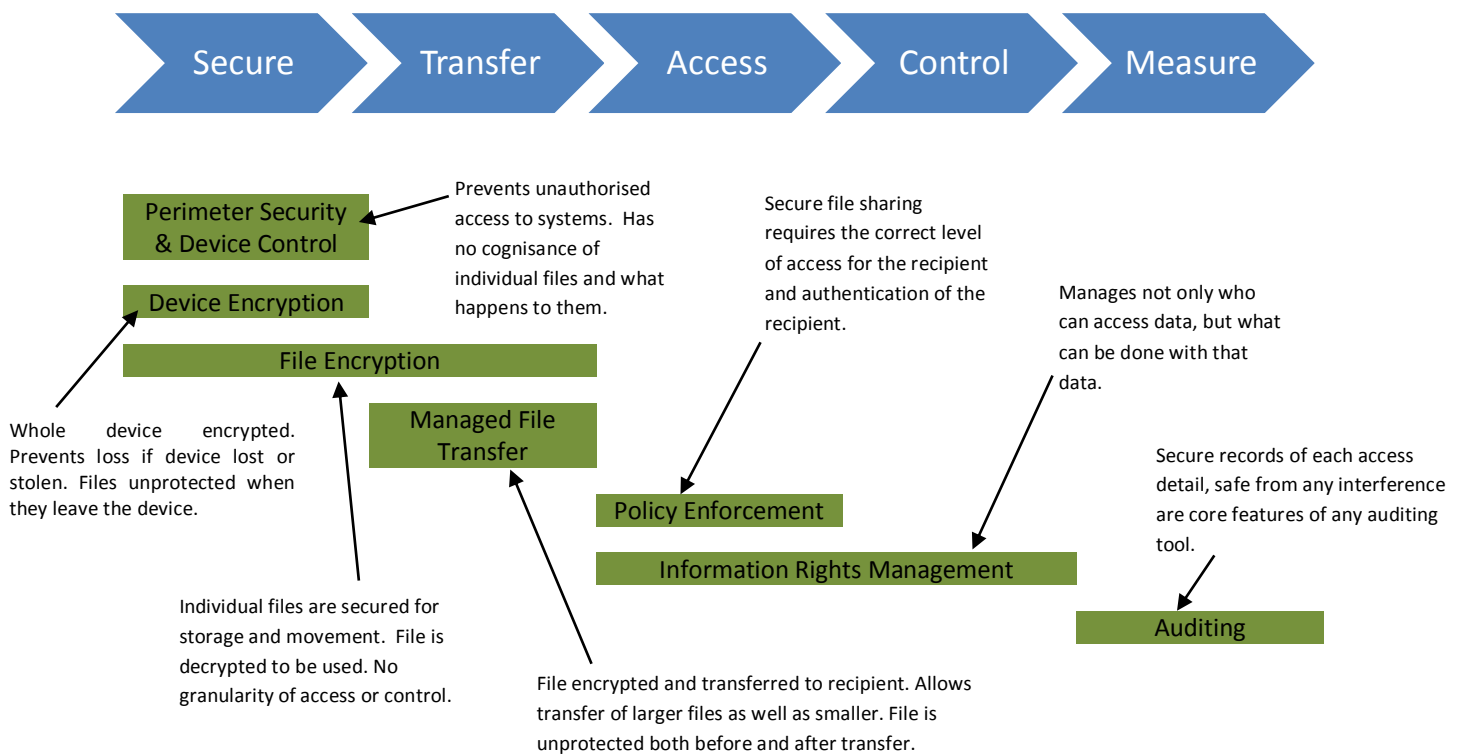 Secure
Transfer
Access
Control
Measure
Perimeter Security
& Device Control
Prevents unauthorised
access to systems.  Has
no cognisance of
individual files and what
happens to them.
Secure file sharing
requires the correct level
of access for the recipient
and authentication of the
recipient.
Manages not only who
can access data, but what
can be done with that
data.
Device Encryption
File Encryption
Whole device encrypted.
Prevents loss if device lost or
stolen. Files unprotected when
they leave the device.
Managed File
Transfer
Secure records of each access
detail, safe from any interference
are core features of any auditing
tool.
Policy Enforcement
Information Rights Management
Auditing
Individual files are secured for
storage and movement.  File is
decrypted to be used. No
granularity of access or control.
File encrypted and transferred to recipient. Allows
transfer of larger files as well as smaller. File is
unprotected both before and after transfer.